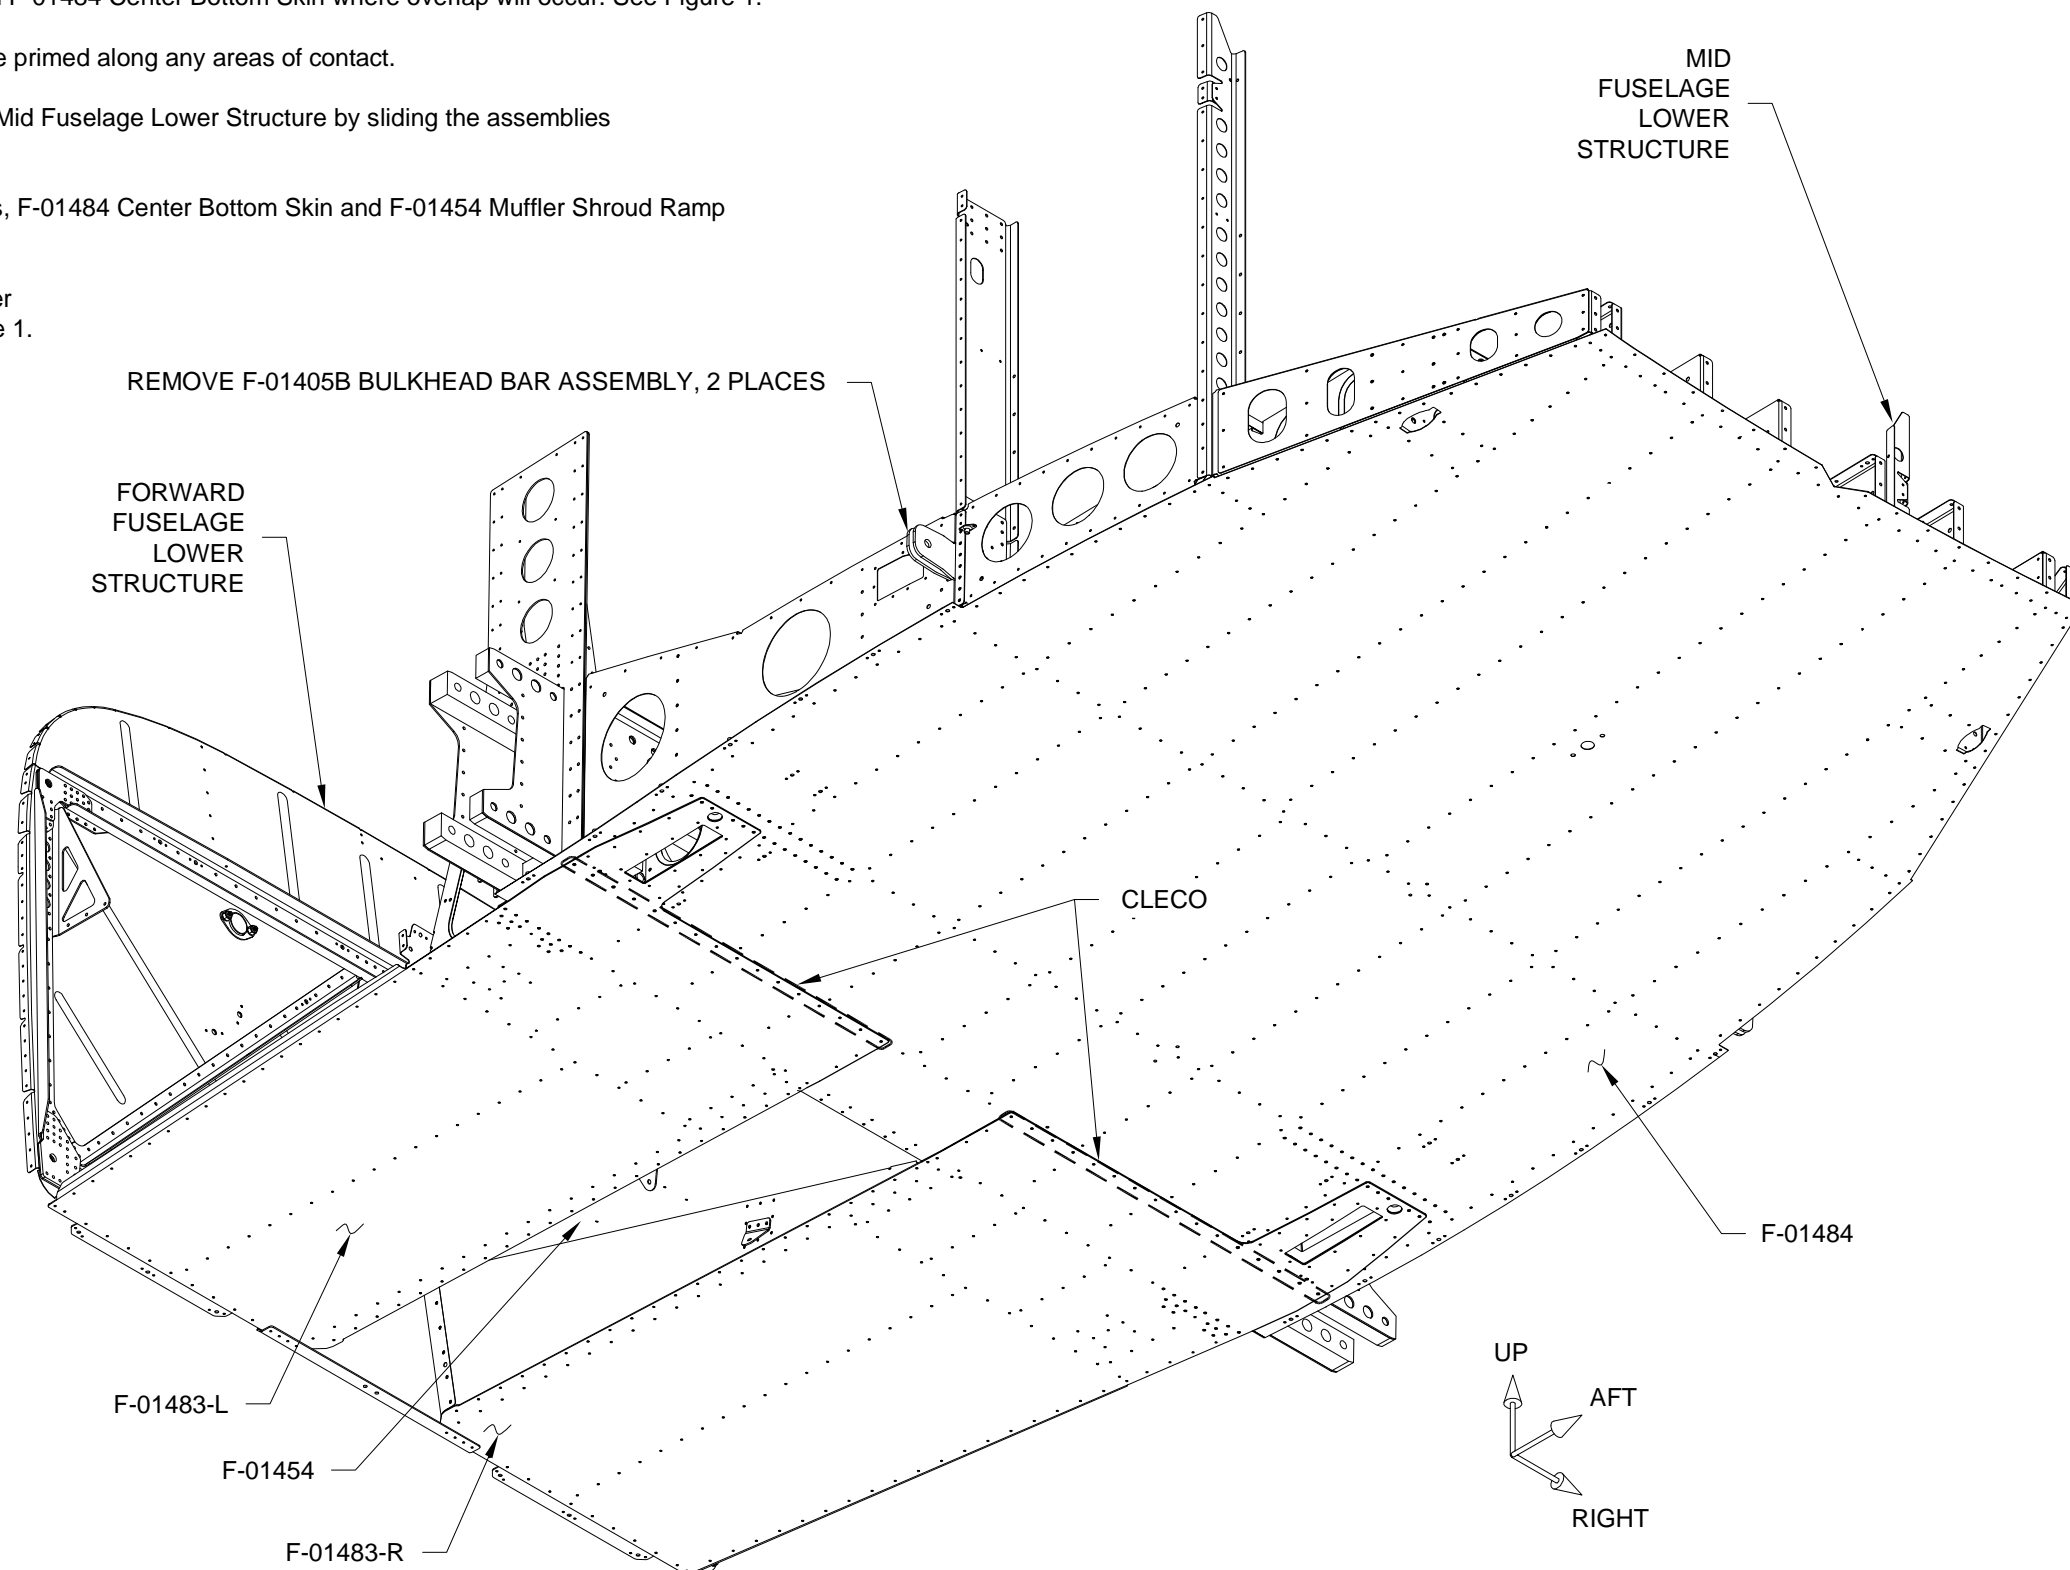 F-01484 Center Bottom Skin where overlap will occur. See Figure 1.
primed along any areas of contact.
Mid Fuselage Lower Structure by sliding the assemblies
F-01484 Center Bottom Skin and F-01454 Muffler Shroud Ramp
1.
REMOVE F-01405B BULKHEAD BAR ASSEMBLY, 2 PLACES
MID
FUSELAGE
LOWER
STRUCTURE
FORWARD
FUSELAGE
LOWER
STRUCTURE
CLECO
F-01484
F-01483-L
F-01454
F-01483-R
UP
AFT
RIGHT